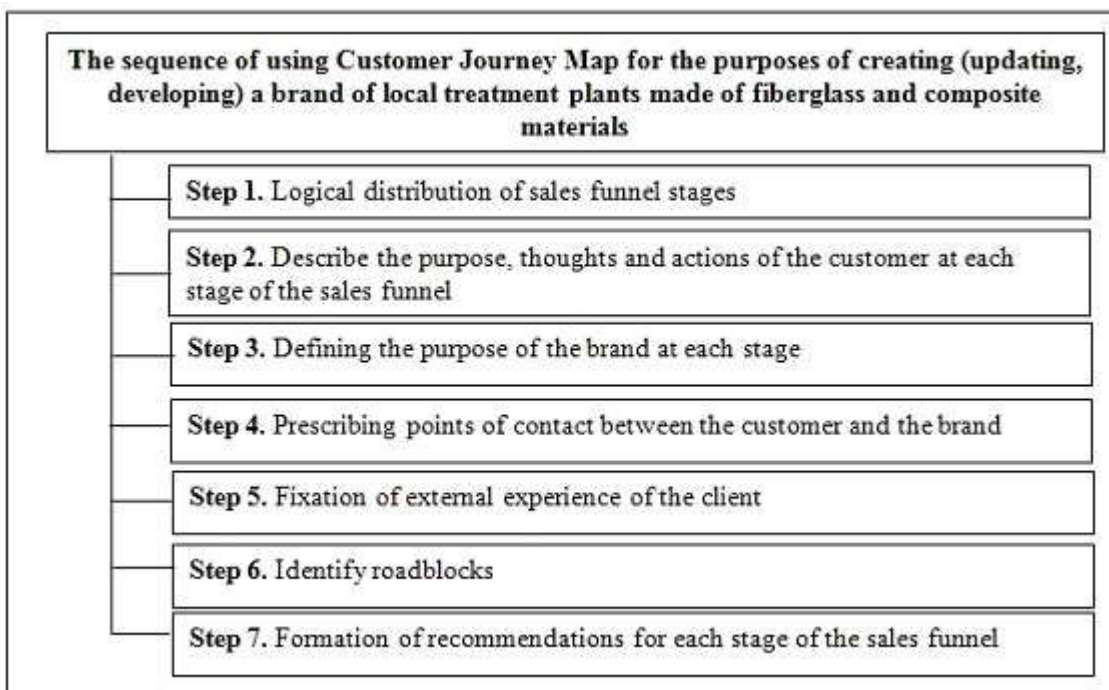 The sequence of using Customer Journey Map for the purposes of creating (updating,
developing) a brand of local treatment plants made of fiberglass and composite
materials
Step 1. Logical distribution of sales funnel stages
Step 2. Describe the purpose, thoughts and actions of the customer at each
stage of the sales funnel
Step 3. Defining the purpose of the brand at each stage
Step 4. Prescribing points of contact between the customer and the brand
Step 5. Fixation of external experience of the client
Step 6. Identify roadblocks
Step 7. Formation of recommendations for each stage of the sales funnel